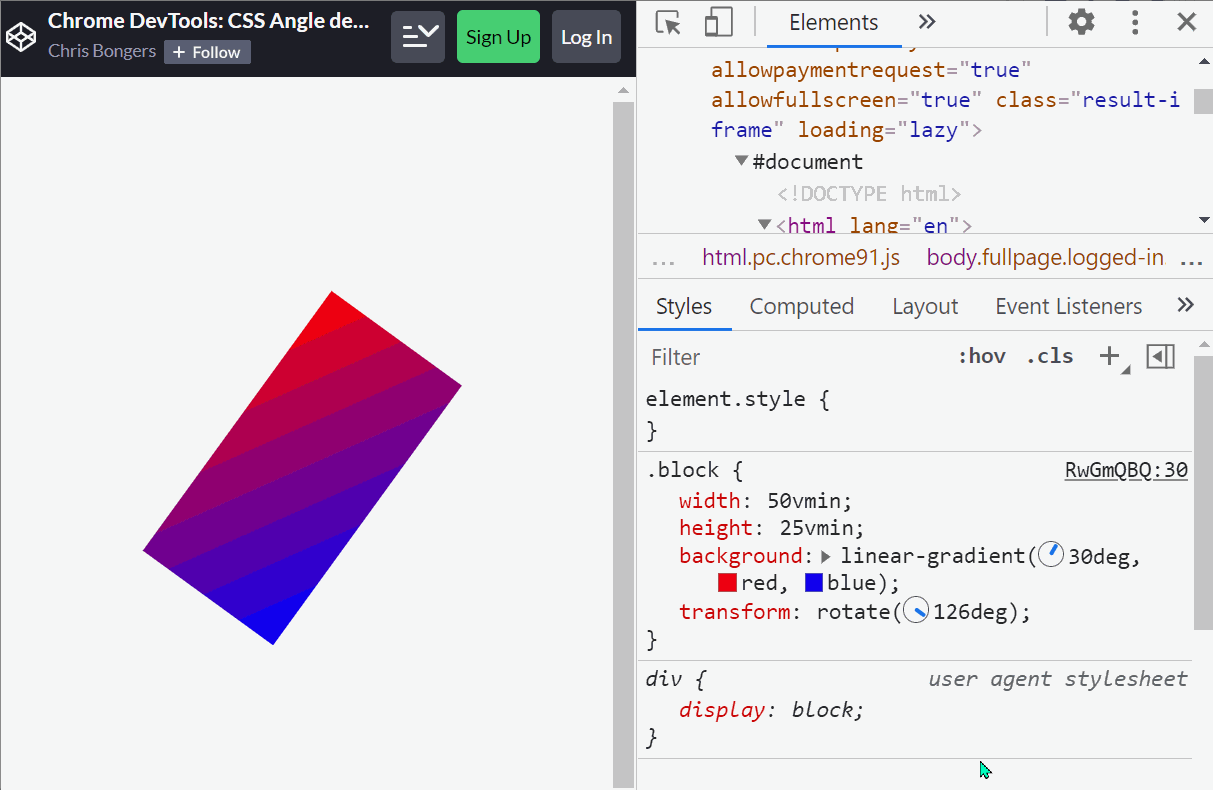 Chrome DevTools: CSS Angle de...
Chris Bongers
+ Follow
Sign Up
Log In
Elements
allowpaymentrequest="true"
allowfullscreen="true" class="result-i
frame" loading="lazy">
#document
<!DOCTYPE html>
<html lang="en">
... html.pc.chrome91.js body.fullpage.logged-in ...
Styles Computed Layout Event Listeners
Filter :hov .cls +
element.style {
}
.block { RwGmQBQ:30
width: 50vmin;
height: 25vmin;
background: linear-gradient(30deg,
red, blue);
transform: rotate(126deg);
}
div { user agent stylesheet
display: block;
}